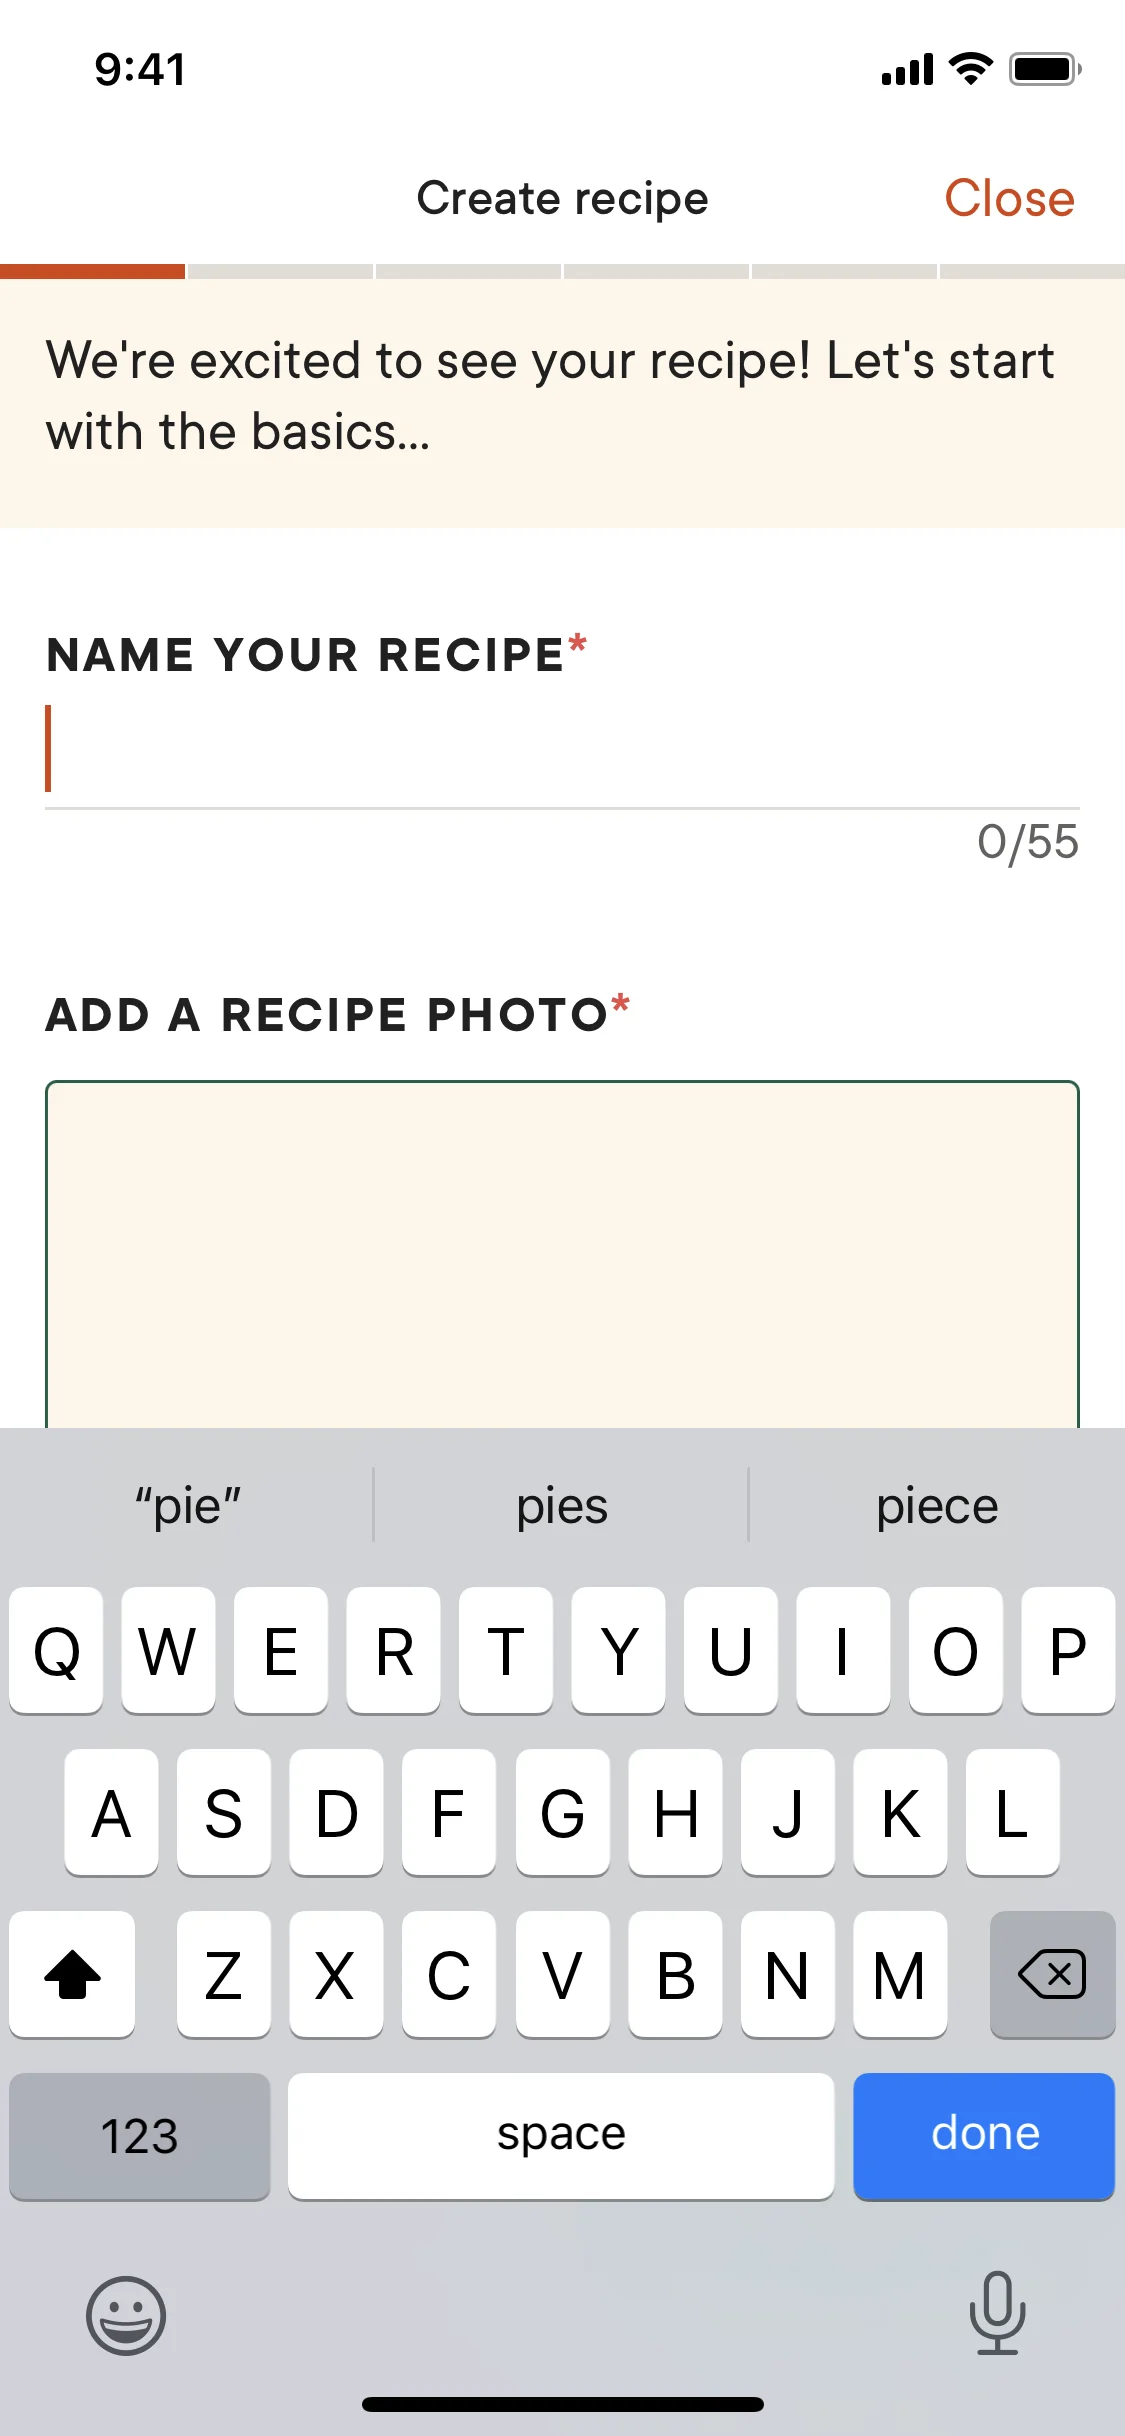 9:41
Create recipe
Close
We're excited to see your recipe! Let's start
with the basics...
NAME YOUR RECIPE*
0/55
ADD A RECIPE PHOTO*
“pie” pies piece
Q W E R T Y U I O P
A S D F G H J K L
Z X C V B N M
123 space done